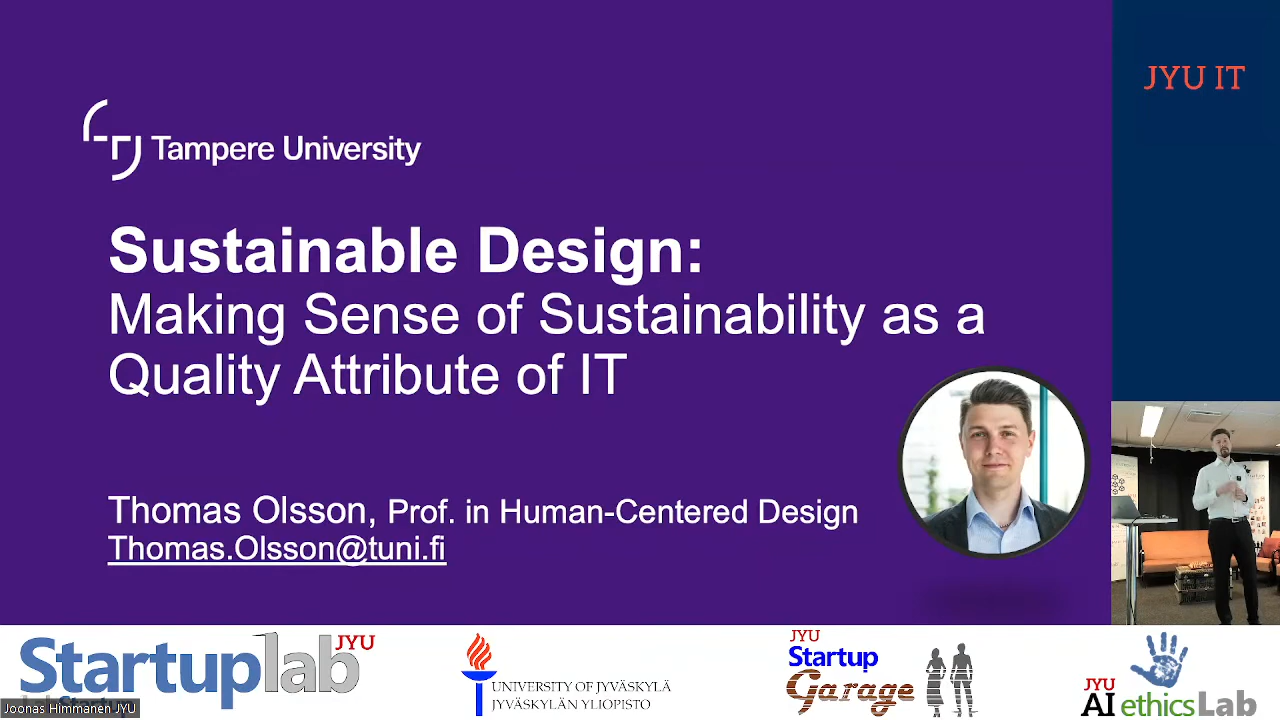 JYU IT
Tampere University
Sustainable Design:
Making Sense of Sustainability as a
Quality Attribute of IT
Thomas Olsson, Prof. in Human-Centered Design
Thomas.Olsson@tuni.fi
Startuplab JYU
UNIVERSITY OF JYVÄSKYLÄ
JYVÄSKYLÄN YLIOPISTO
JYU
Startup
Garage
JYU
AI ethicsLab
Joonas Himmanen JYU